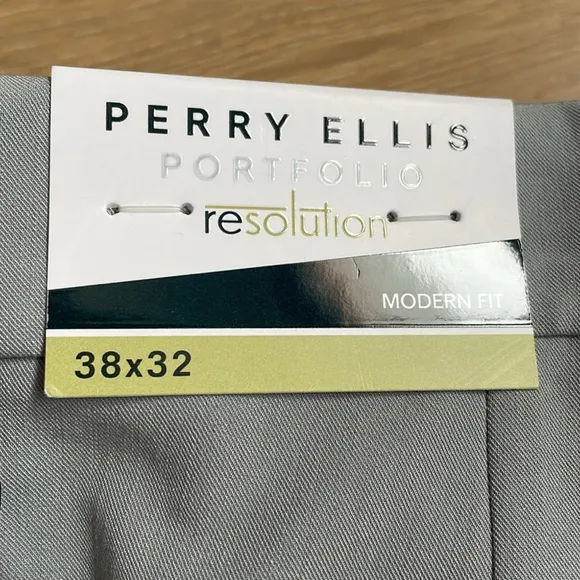 PERRY ELLIS
PORTFOLIO
resolution
MODERN FIT
38x32